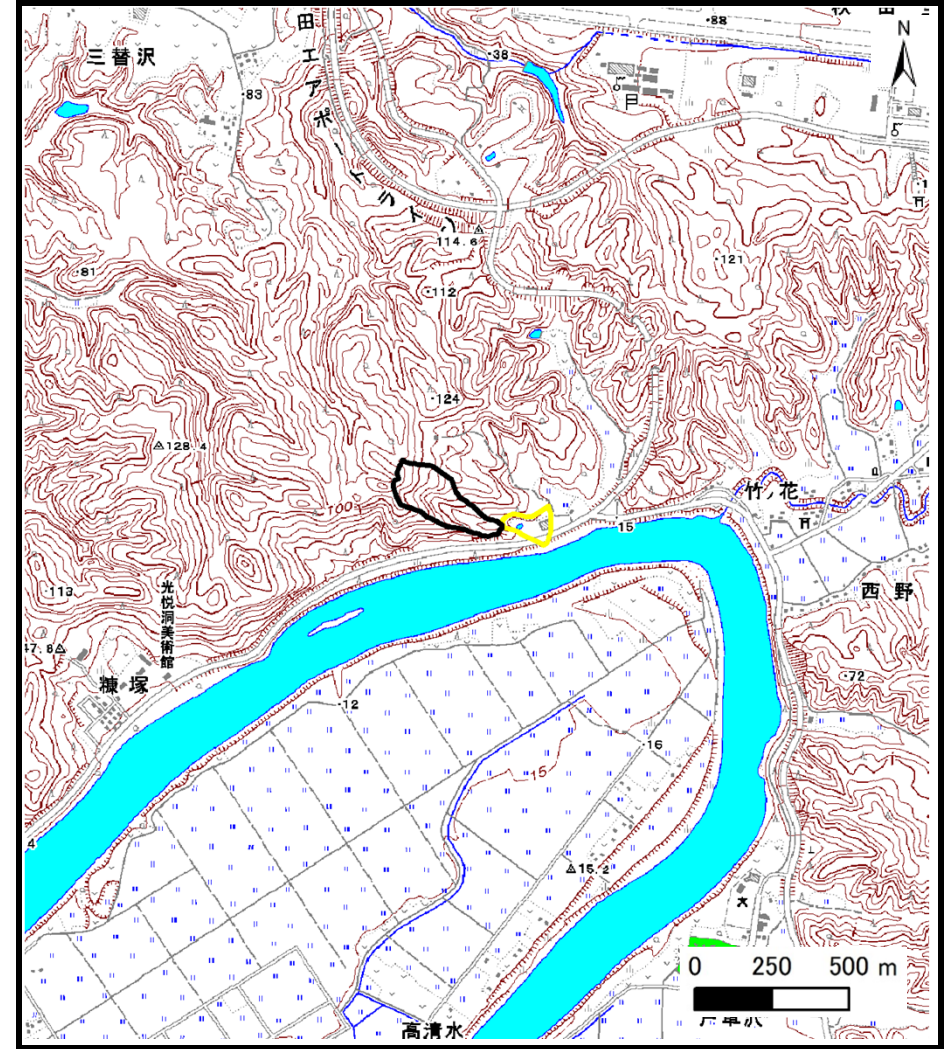 ・88
N
三替沢
・38
・83
田エアポートライン
114.6
・121
・81
・112
・124
128.4
100
竹花
15
西野
・113
光悦洞美術館
47.8
糠塚
・72
・12
・16
15
4
15.2
0 250 500 m
高清水